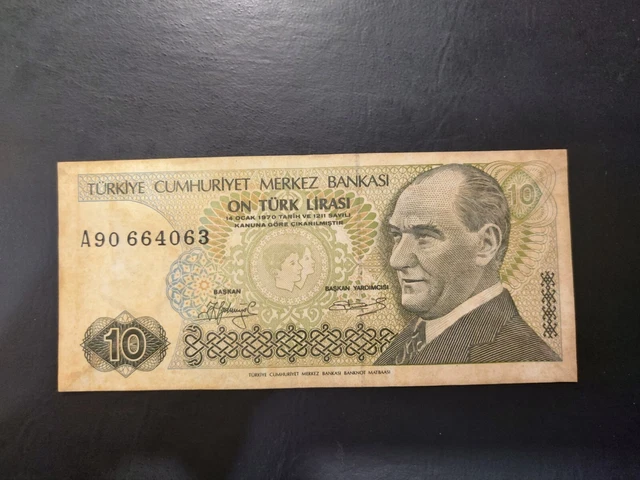 TÜRKİYE CUMHURİYET MERKEZ BANKASI
10
ON TÜRK LİRASI
14 OCAK 1970 TARİH VE 1211 SAYILI
KANUNA GÖRE ÇIKARILMIŞTIR
A90 664063
BAŞKAN
BAŞKAN YARDIMCISI
10
TÜRKİYE CUMHURİYET MERKEZ BANKASI BANKNOT MATBAASI